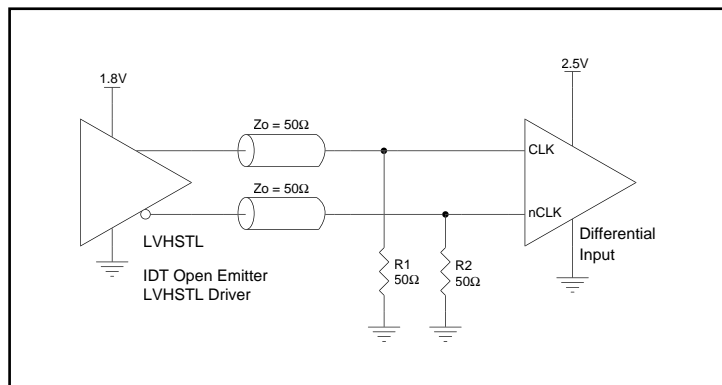 1.8V
2.5V
Zo = 50Ω
CLK
Zo = 50Ω
nCLK
LVHSTL
IDT Open Emitter
LVHSTL Driver
R1
50Ω
R2
50Ω
Differential
Input